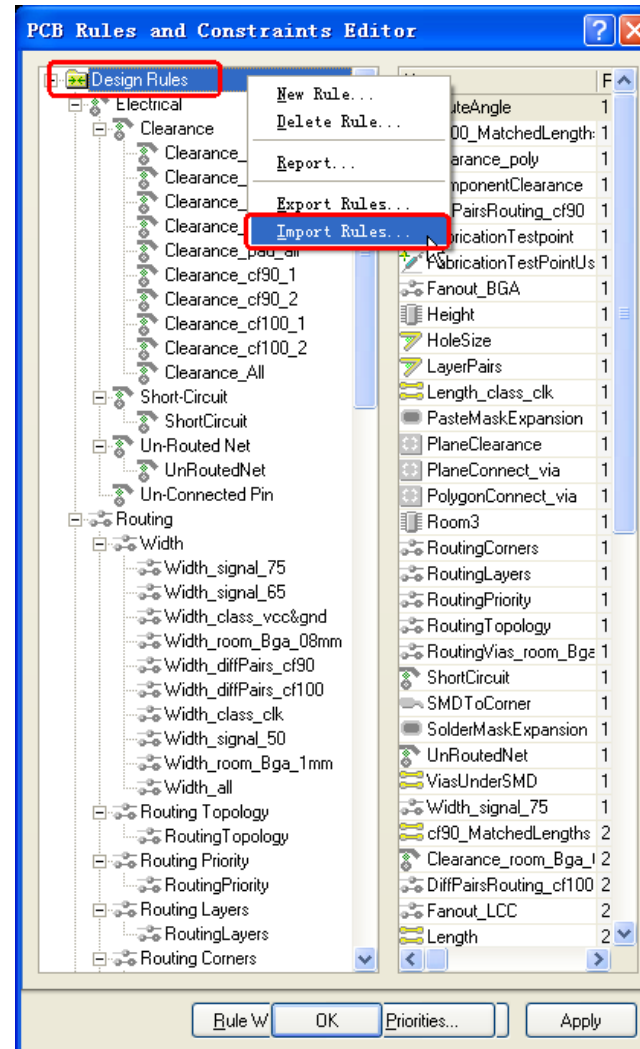 PCB Rules and Constraints Editor
Design Rules
Electrical
Clearance
Clearance_
Clearance_
Clearance_
Clearance_
Clearance_pad_all
Clearance_cf90_1
Clearance_cf90_2
Clearance_cf100_1
Clearance_cf100_2
Clearance_All
Short-Circuit
ShortCircuit
Un-Routed Net
UnRoutedNet
Un-Connected Pin
Routing
Width
Width_signal_75
Width_signal_65
Width_class_vcc&gnd
Width_room_Bga_08mm
Width_diffPairs_cf90
Width_diffPairs_cf100
Width_class_clk
Width_signal_50
Width_room_Bga_1mm
Width_all
Routing Topology
RoutingTopology
Routing Priority
RoutingPriority
Routing Layers
RoutingLayers
Routing Corners
New Rule...
Delete Rule...
Report...
Export Rules...
Import Rules...
F
uteAngle 1
00_MatchedLength: 1
arance_poly 1
mponentClearance 1
PairsRouting_cf90 1
bricationTestpoint 1
FabricationTestPointUs 1
Fanout_BGA 1
Height 1
HoleSize 1
LayerPairs 1
Length_class_clk 1
PasteMaskExpansion 1
PlaneClearance 1
PlaneConnect_via 1
PolygonConnect_via 1
Room3 1
RoutingCorners 1
RoutingLayers 1
RoutingPriority 1
RoutingTopology 1
RoutingVias_room_Bga 1
ShortCircuit 1
SMDToCorner 1
SolderMaskExpansion 1
UnRoutedNet 1
ViasUnderSMD 1
Width_signal_75 1
cf90_MatchedLengths 2
Clearance_room_Bga_ 2
DiffPairsRouting_cf100 2
Fanout_LCC 2
Length 2
Rule W OK Priorities... Apply